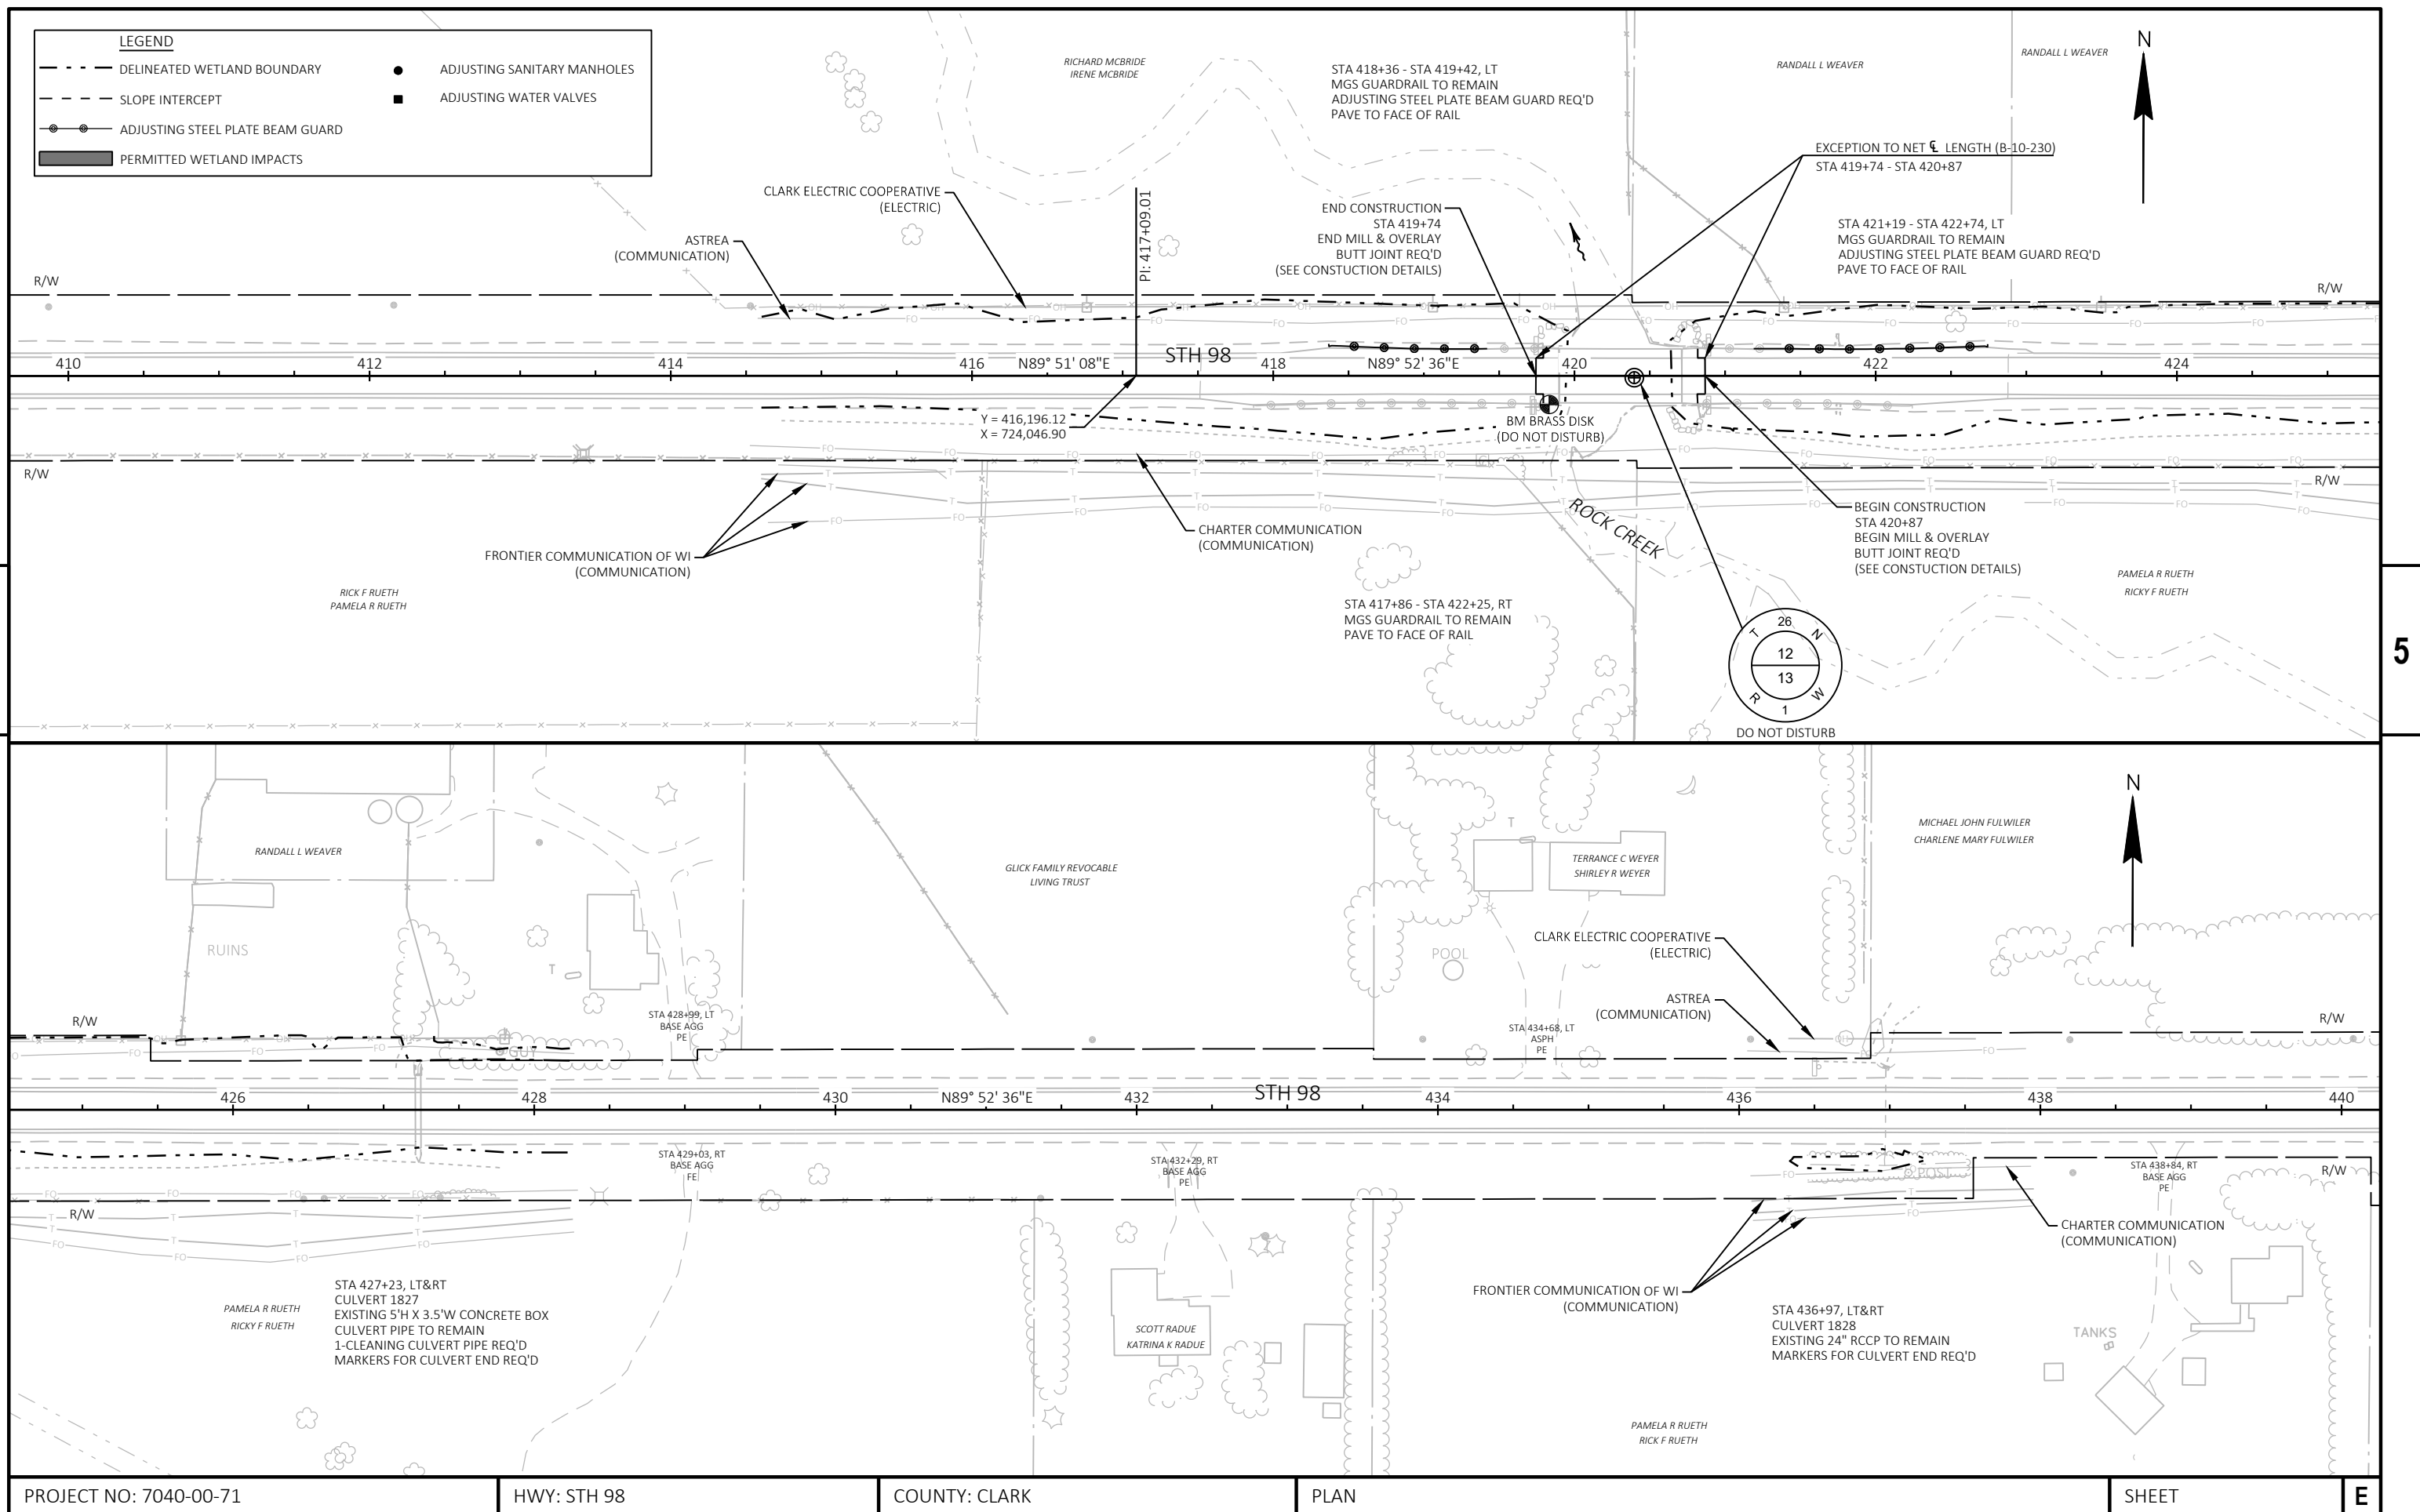 LEGEND
DELINEATED WETLAND BOUNDARY
SLOPE INTERCEPT
ADJUSTING STEEL PLATE BEAM GUARD
PERMITTED WETLAND IMPACTS
ADJUSTING SANITARY MANHOLES
ADJUSTING WATER VALVES
RICHARD MCBRIDE
IRENE MCBRIDE
STA 418+36 - STA 419+42, LT
MGS GUARDRAIL TO REMAIN
ADJUSTING STEEL PLATE BEAM GUARD REQ'D
PAVE TO FACE OF RAIL
RANDALL L WEAVER
RANDALL L WEAVER
N
EXCEPTION TO NET ℄ LENGTH (B-10-230)
STA 419+74 - STA 420+87
CLARK ELECTRIC COOPERATIVE
(ELECTRIC)
ASTREA
(COMMUNICATION)
PI: 417+09.01
END CONSTRUCTION
STA 419+74
END MILL & OVERLAY
BUTT JOINT REQ'D
(SEE CONSTUCTION DETAILS)
STA 421+19 - STA 422+74, LT
MGS GUARDRAIL TO REMAIN
ADJUSTING STEEL PLATE BEAM GUARD REQ'D
PAVE TO FACE OF RAIL
R/W
R/W
410
412
414
416
N89° 51' 08"E
STH 98
418
N89° 52' 36"E
420
422
424
Y = 416,196.12
X = 724,046.90
BM BRASS DISK
(DO NOT DISTURB)
R/W
R/W
FRONTIER COMMUNICATION OF WI
(COMMUNICATION)
CHARTER COMMUNICATION
(COMMUNICATION)
ROCK CREEK
BEGIN CONSTRUCTION
STA 420+87
BEGIN MILL & OVERLAY
BUTT JOINT REQ'D
(SEE CONSTUCTION DETAILS)
RICK F RUETH
PAMELA R RUETH
STA 417+86 - STA 422+25, RT
MGS GUARDRAIL TO REMAIN
PAVE TO FACE OF RAIL
PAMELA R RUETH
RICKY F RUETH
T 26 N
12
13
R 1 W
DO NOT DISTURB
5
RANDALL L WEAVER
RUINS
GLICK FAMILY REVOCABLE
LIVING TRUST
T
TERRANCE C WEYER
SHIRLEY R WEYER
POOL
MICHAEL JOHN FULWILER
CHARLENE MARY FULWILER
N
CLARK ELECTRIC COOPERATIVE
(ELECTRIC)
ASTREA
(COMMUNICATION)
T
R/W
GUY
STA 428+99, LT
BASE AGG
PE
STA 434+68, LT
ASPH
PE
R/W
426
428
430
N89° 52' 36"E
432
STH 98
434
436
438
440
STA 429+03, RT
BASE AGG
FE
STA 432+29, RT
BASE AGG
PE
POST
STA 438+84, RT
BASE AGG
PE
R/W
R/W
CHARTER COMMUNICATION
(COMMUNICATION)
FRONTIER COMMUNICATION OF WI
(COMMUNICATION)
PAMELA R RUETH
RICKY F RUETH
STA 427+23, LT&RT
CULVERT 1827
EXISTING 5'H X 3.5'W CONCRETE BOX
CULVERT PIPE TO REMAIN
1-CLEANING CULVERT PIPE REQ'D
MARKERS FOR CULVERT END REQ'D
SCOTT RADUE
KATRINA K RADUE
STA 436+97, LT&RT
CULVERT 1828
EXISTING 24" RCCP TO REMAIN
MARKERS FOR CULVERT END REQ'D
TANKS
PAMELA R RUETH
RICK F RUETH
PROJECT NO: 7040-00-71
HWY: STH 98
COUNTY: CLARK
PLAN
SHEET
E